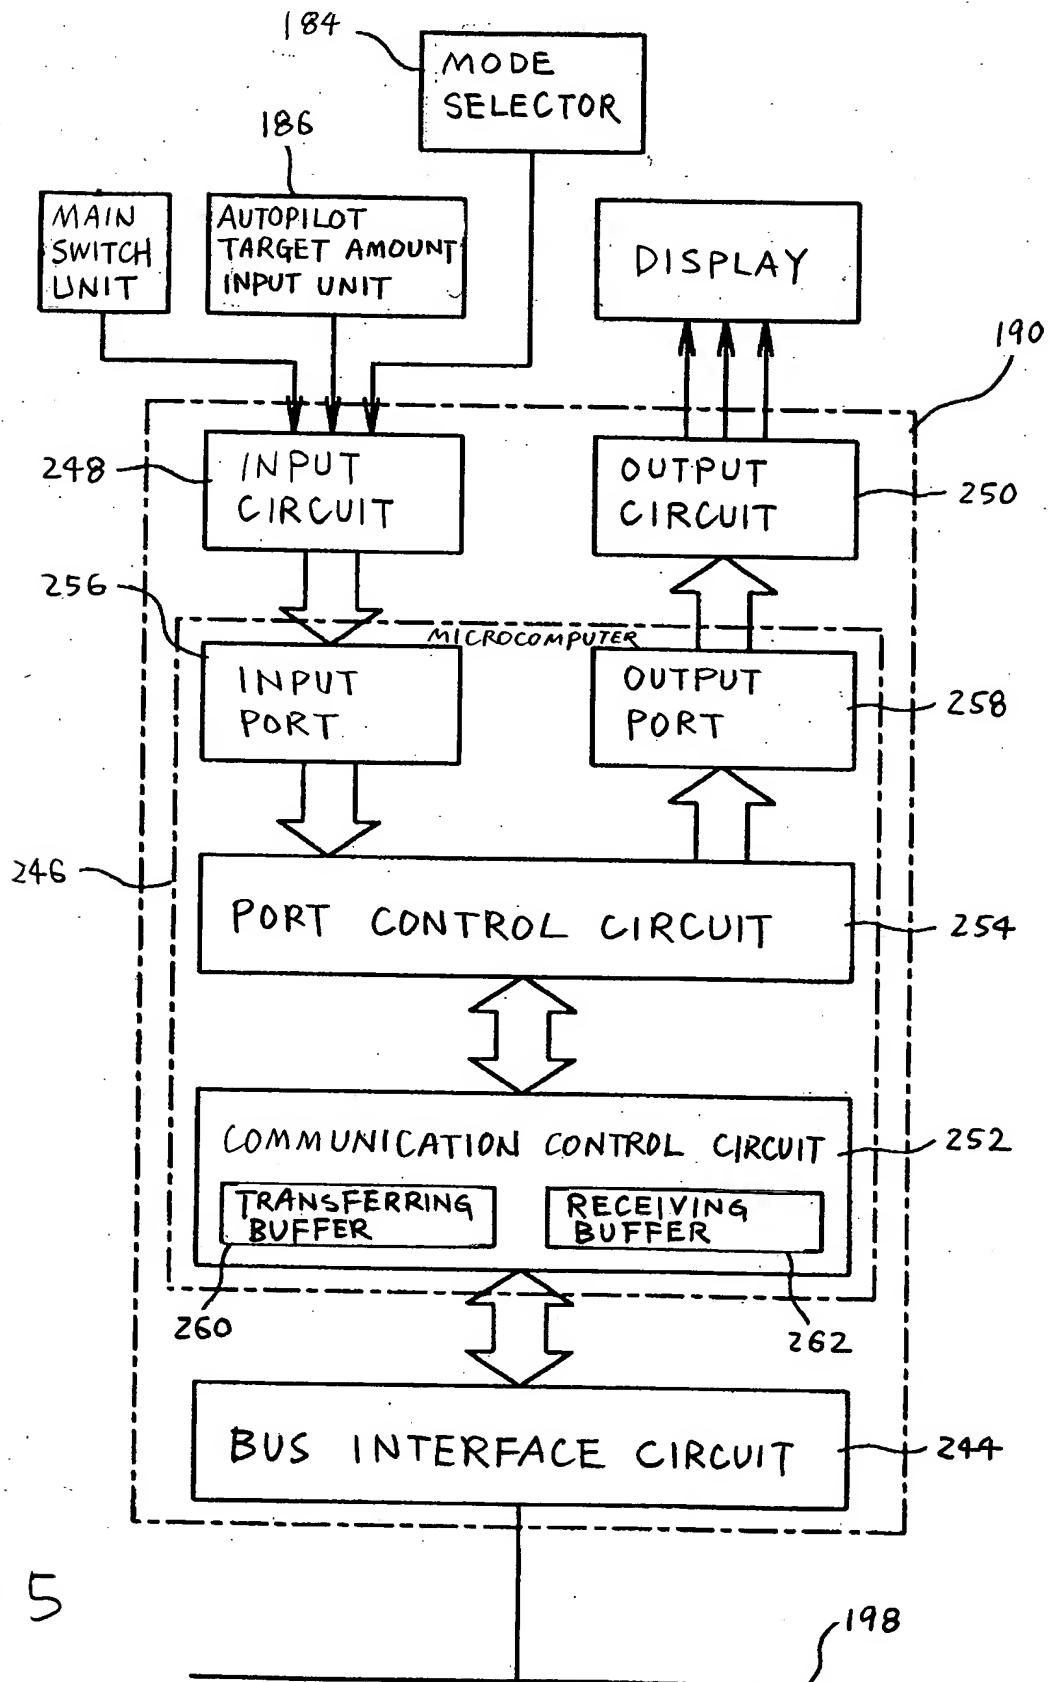 184
MODE
SELECTOR
186
MAIN
SWITCH
UNIT
AUTOPILOT
TARGET AMOUNT
INPUT UNIT
DISPLAY
190
248
INPUT
CIRCUIT
OUTPUT
CIRCUIT
250
256
MICROCOMPUTER
INPUT
PORT
OUTPUT
PORT
258
246
PORT CONTROL CIRCUIT
254
COMMUNICATION CONTROL CIRCUIT
252
TRANSFERRING
BUFFER
RECEIVING
BUFFER
260
262
BUS INTERFACE CIRCUIT
244
5
198